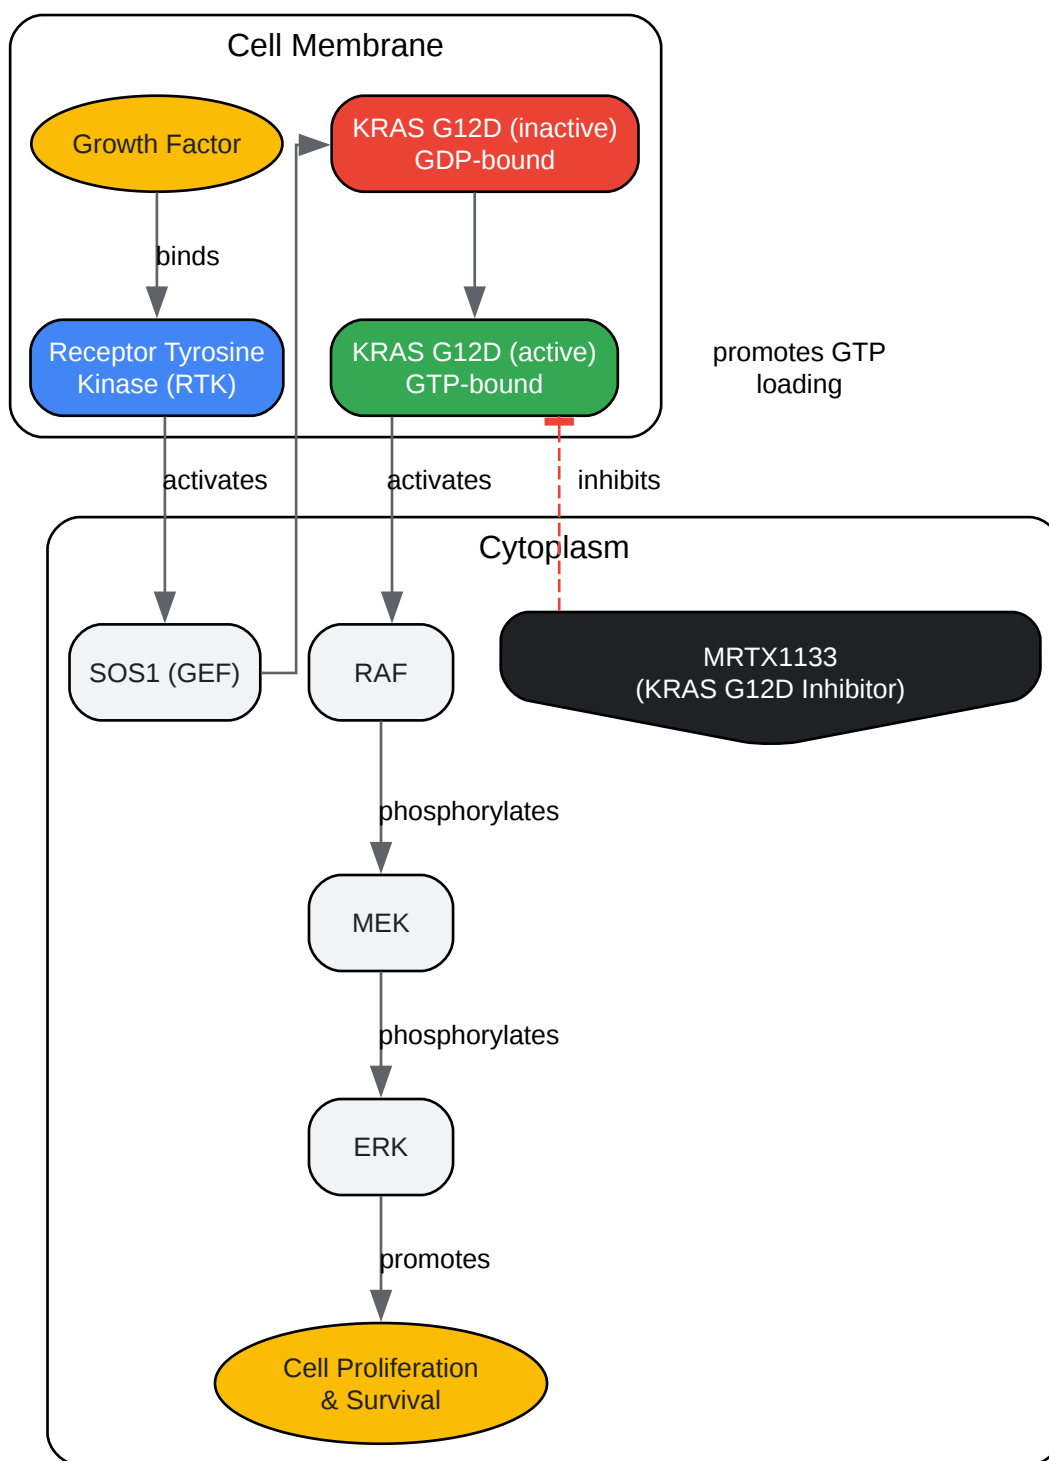 Cell Membrane
Growth Factor
KRAS G12D (inactive)
GDP-bound
binds
Receptor Tyrosine
Kinase (RTK)
KRAS G12D (active)
GTP-bound
promotes GTP
loading
activates
activates
inhibits
Cytoplasm
SOS1 (GEF)
RAF
MRTX1133
(KRAS G12D Inhibitor)
phosphorylates
MEK
phosphorylates
ERK
promotes
Cell Proliferation
& Survival